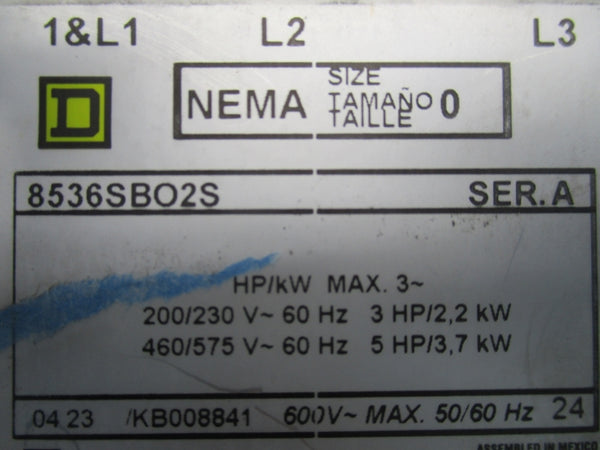 1&L1 L2 L3
D
NEMA SIZE TAMAÑO TAILLE 0
8536SBO2S SER. A
HP/kW MAX. 3~
200/230 V~ 60 Hz 3 HP/2,2 kW
460/575 V~ 60 Hz 5 HP/3,7 kW
04 23 /KB008841 600V~ MAX. 50/60 Hz 24
ASSEMBLED IN MEXICO